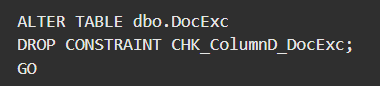 ALTER TABLE dbo.DocExc
DROP CONSTRAINT CHK_ColumnD_DocExc;
GO